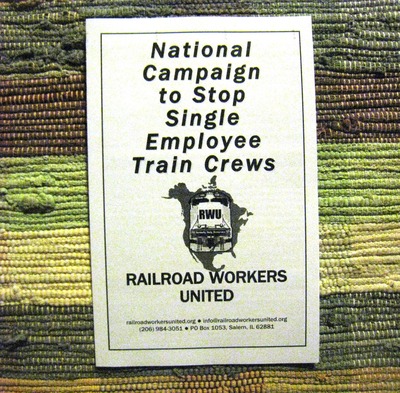 National
Campaign
to Stop
Single
Employee
Train Crews
RWU
RAILROAD WORKERS
UNITED
railroadworkersunited.org ● info@railroadworkersunited.org
(206) 984-3051 ● PO Box 1053, Salem, IL 62881